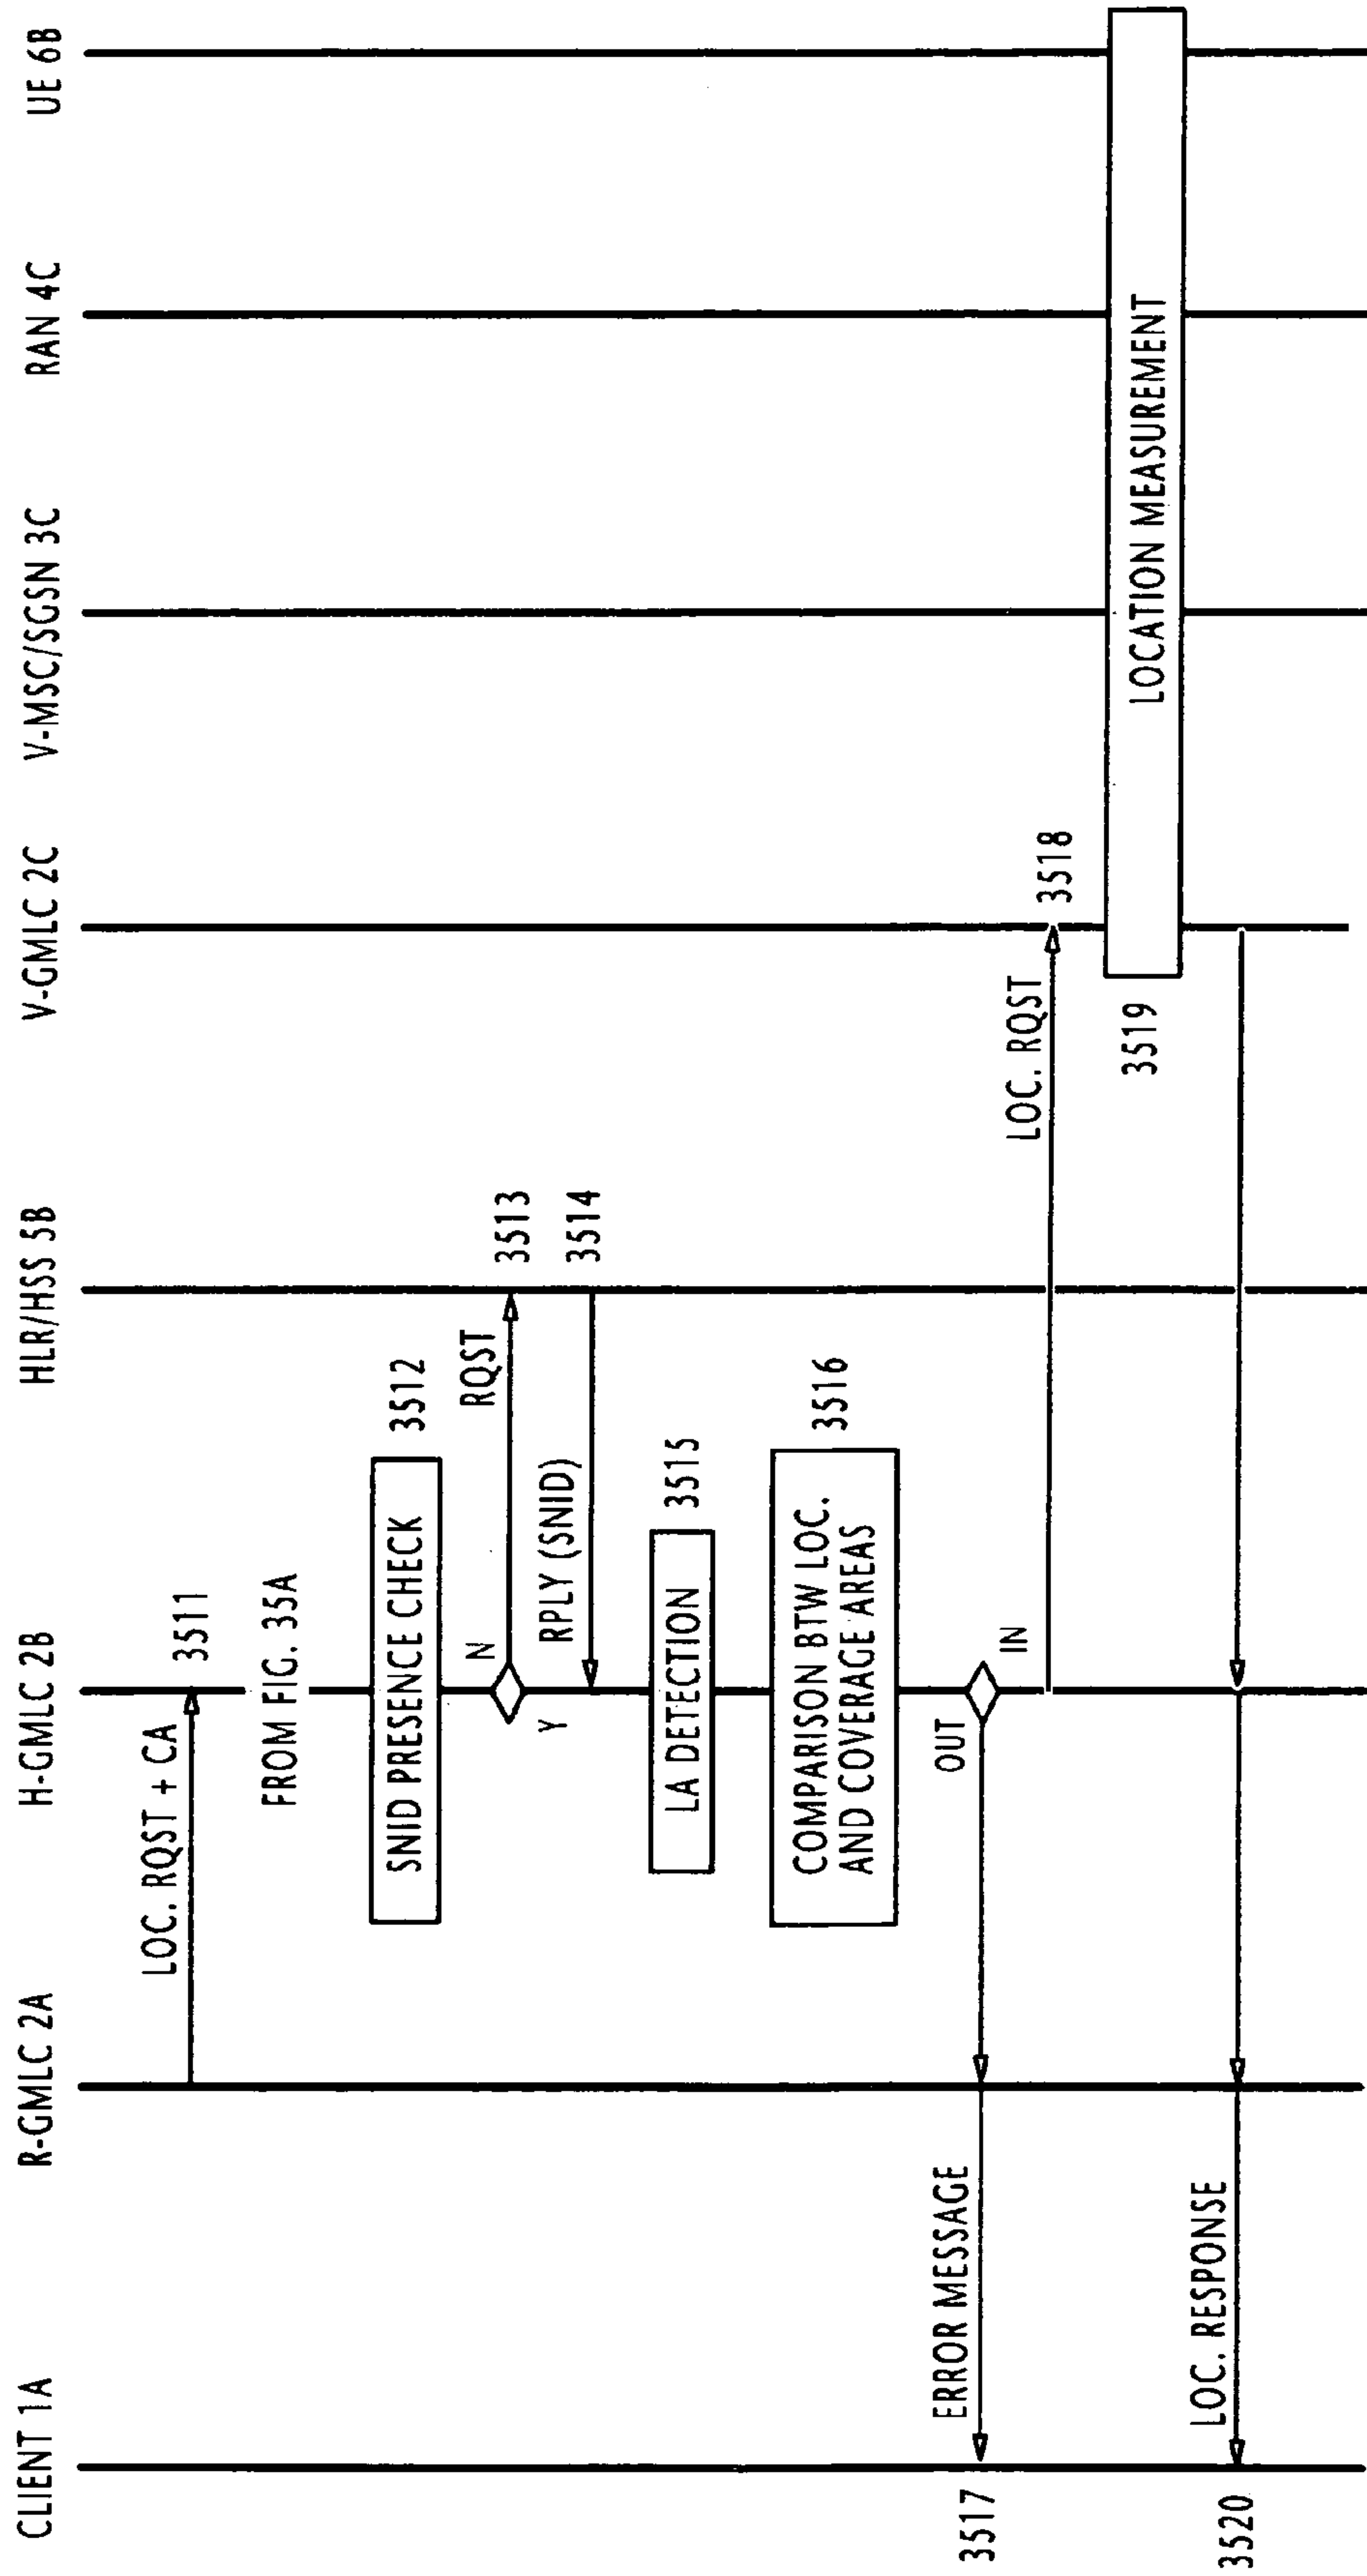 CLIENT 1A
R-GMLC 2A
H-GMLC 2B
HLR/HSS 5B
V-GMLC 2C
V-MSC/SGSN 3C
RAN 4C
UE 6B
LOC. RQST + CA
3511
FROM FIG. 35A
SNID PRESENCE CHECK
3512
N
Y
RQST
3513
RPLY (SNID)
3514
LA DETECTION
3515
COMPARISON BTW LOC.
AND COVERAGE AREAS
3516
OUT
IN
ERROR MESSAGE
3517
LOC. RQST
3518
LOCATION MEASUREMENT
3519
LOC. RESPONSE
3520